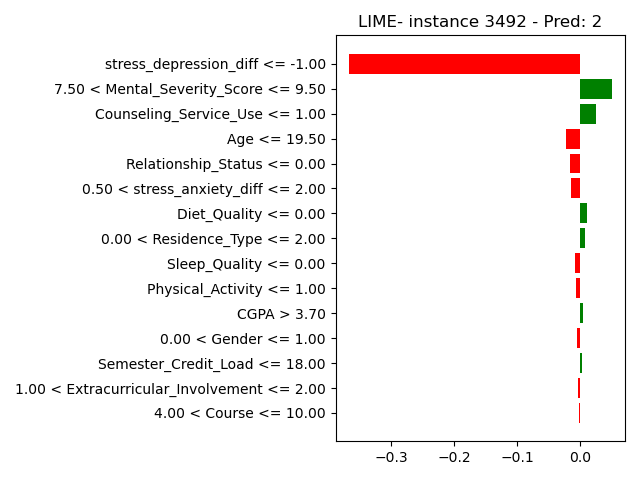 LIME- instance 3492 - Pred: 2
stress_depression_diff <= -1.00
7.50 < Mental_Severity_Score <= 9.50
Counseling_Service_Use <= 1.00
Age <= 19.50
Relationship_Status <= 0.00
0.50 < stress_anxiety_diff <= 2.00
Diet_Quality <= 0.00
0.00 < Residence_Type <= 2.00
Sleep_Quality <= 0.00
Physical_Activity <= 1.00
CGPA > 3.70
0.00 < Gender <= 1.00
Semester_Credit_Load <= 18.00
1.00 < Extracurricular_Involvement <= 2.00
4.00 < Course <= 10.00
−0.3 −0.2 −0.1 0.0